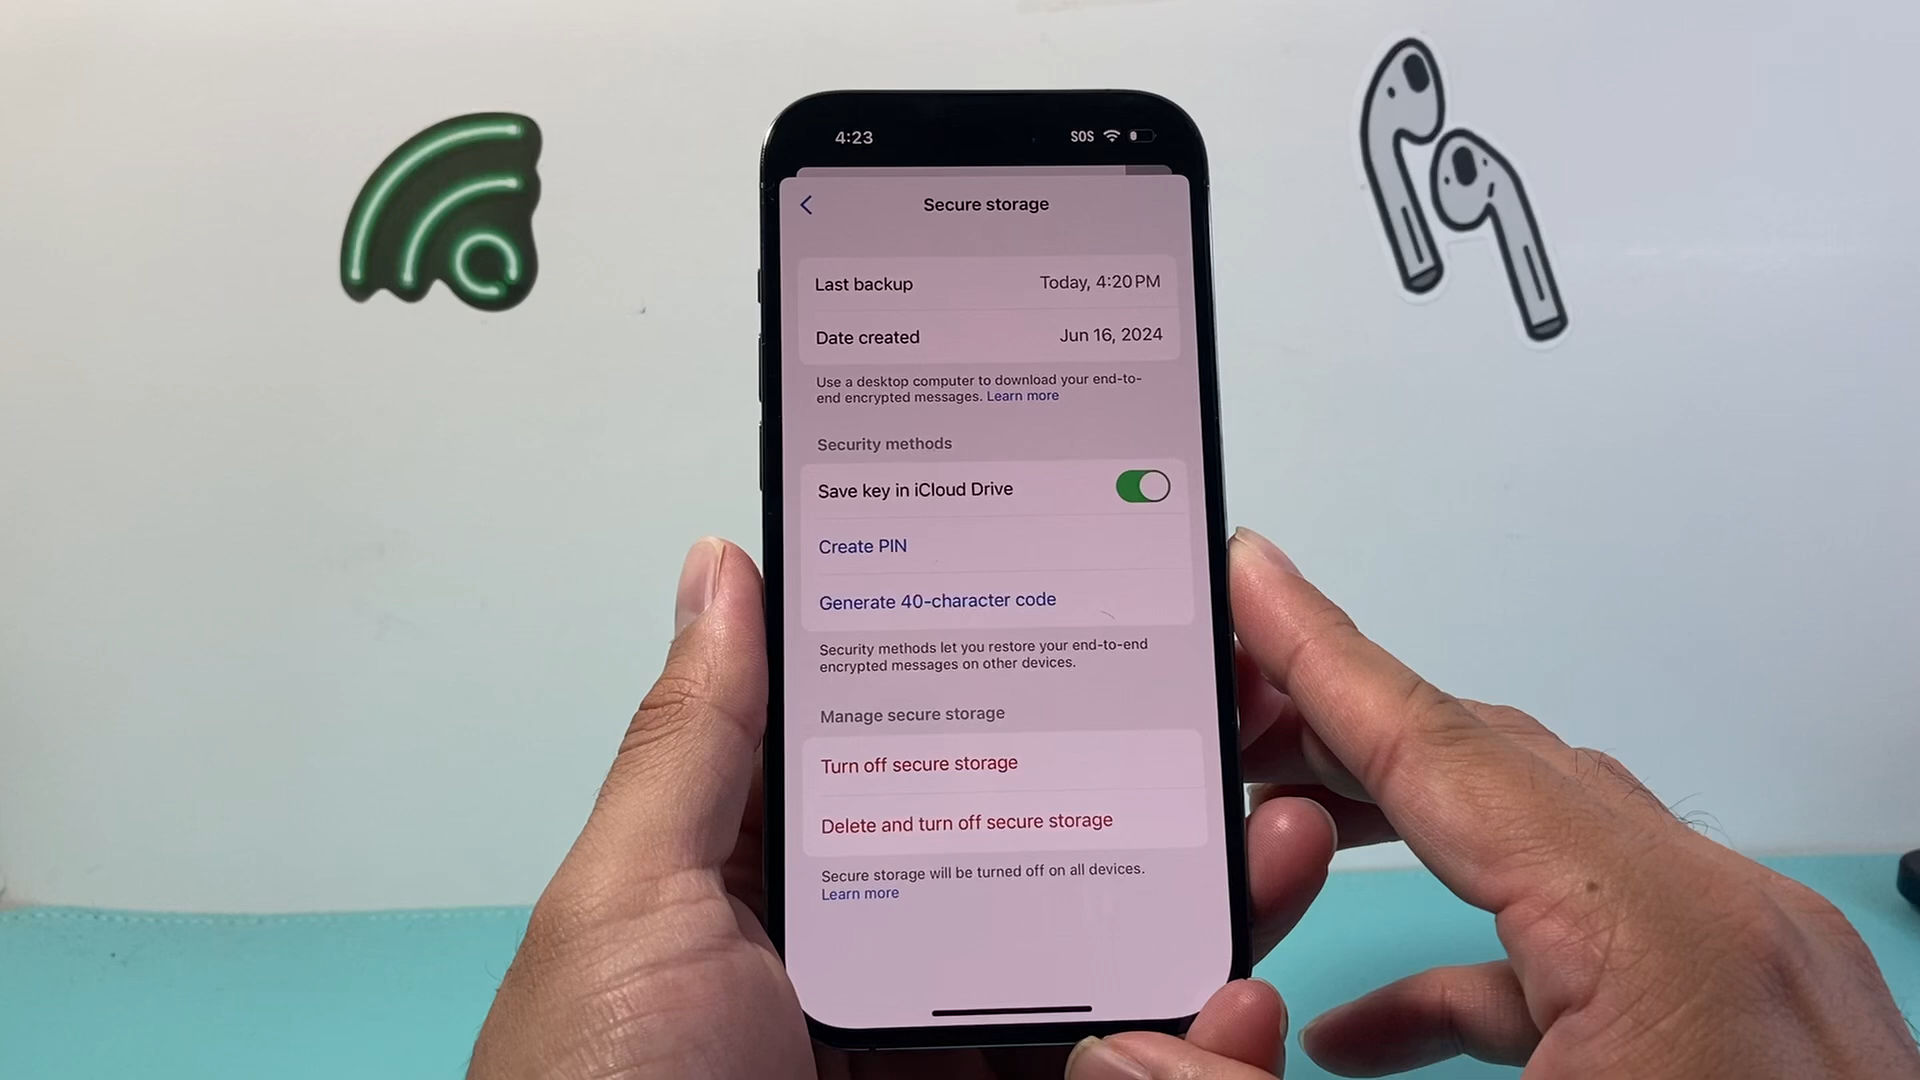 4:23
SOS
Secure storage
Last backup Today, 4:20 PM
Date created Jun 16, 2024
Use a desktop computer to download your end-to-
end encrypted messages. Learn more
Security methods
Save key in iCloud Drive
Create PIN
Generate 40-character code
Security methods let you restore your end-to-end
encrypted messages on other devices.
Manage secure storage
Turn off secure storage
Delete and turn off secure storage
Secure storage will be turned off on all devices.
Learn more